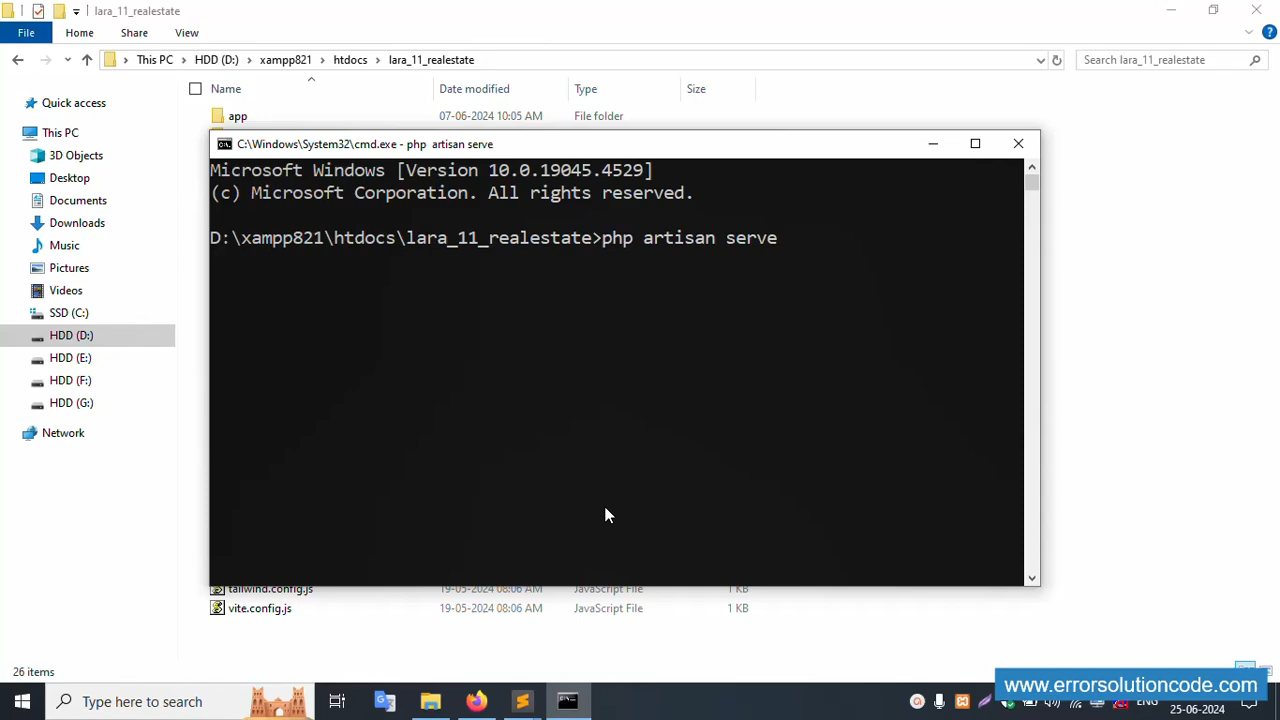 lara_11_realestate
File Home Share View
This PC HDD (D:) xampp821 htdocs lara_11_realestate Search lara_11_realestate
Name Date modified Type Size
Quick access
This PC
3D Objects
Desktop
Documents
Downloads
Music
Pictures
Videos
SSD (C:)
HDD (D:)
HDD (E:)
HDD (F:)
HDD (G:)
Network
app 07-06-2024 10:05 AM File folder
C:\Windows\System32\cmd.exe - php artisan serve
Microsoft Windows [Version 10.0.19045.4529]
(c) Microsoft Corporation. All rights reserved.
D:\xampp821\htdocs\lara_11_realestate>php artisan serve
tailwind.config.js 19-05-2024 08:06 AM JavaScript File 1 KB
vite.config.js 19-05-2024 08:06 AM JavaScript File 1 KB
26 items
www.errorsolutioncode.com
Type here to search
ENG
25-06-2024